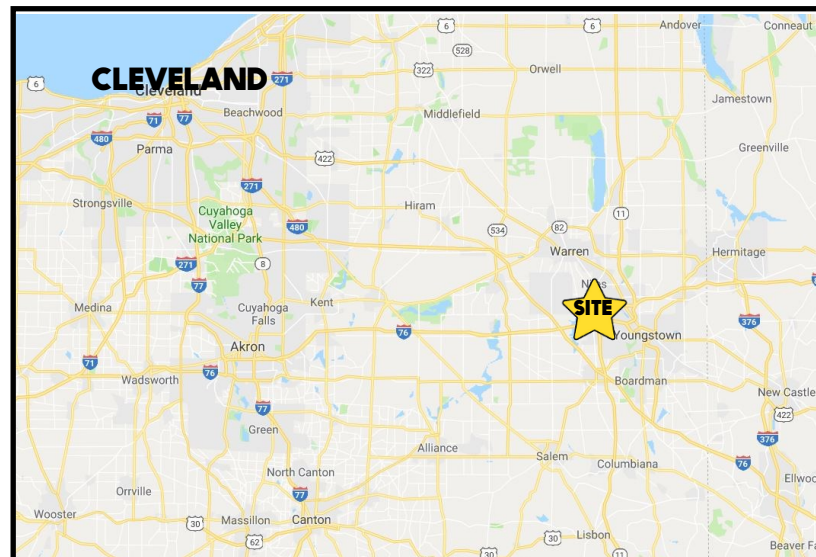 6
6
Andover
Conneaut
528
CLEVELAND
Cleveland
271
322
Orwell
6
Beachwood
Middlefield
Jamestown
71
77
480
Parma
422
Greenville
271
Strongsville
Cuyahoga
Valley
National Park
Hiram
11
480
534
82
Warren
Hermitage
271
8
77
Niles
Medina
Cuyahoga
Falls
Kent
SITE
376
76
Youngstown
Akron
71
76
Wadsworth
Boardman
New Castle
77
422
Green
376
Alliance
Salem
Columbiana
76
North Canton
Ellwo
Orrville
77
Wooster
30
Massillon
Canton
62
30
30
Lisbon
11
Beaver Fa